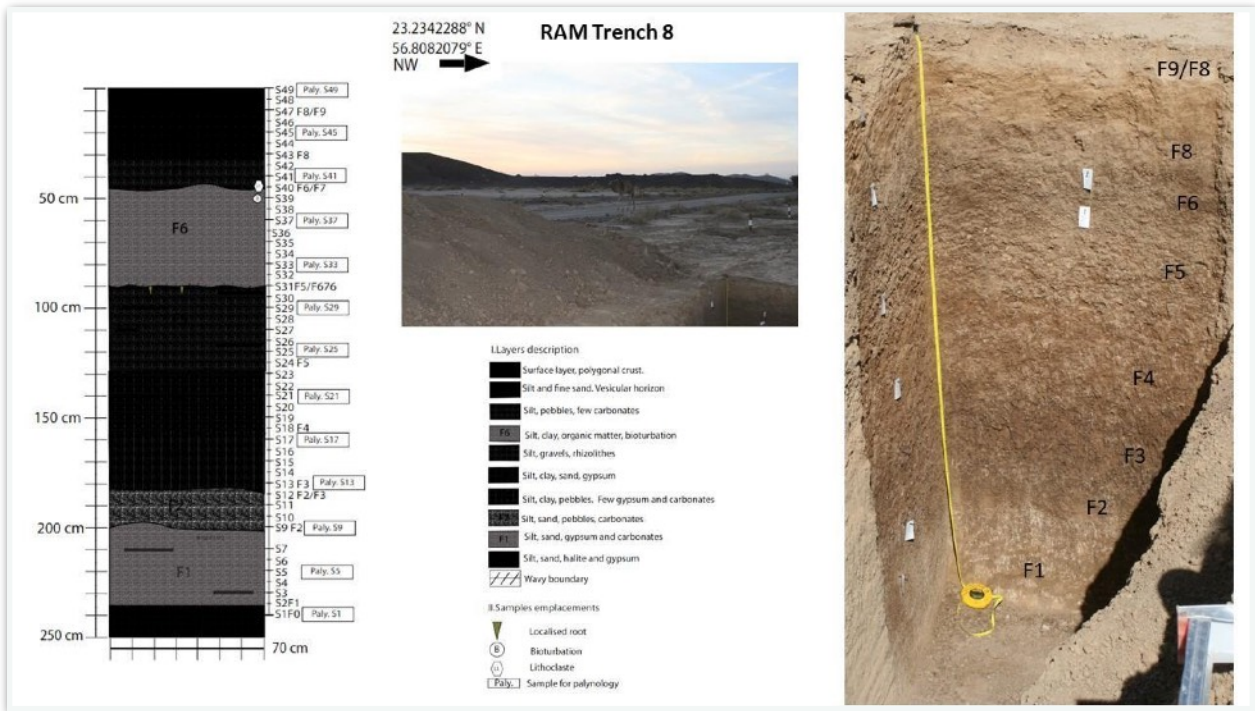 23.2342288° N
56.8082079° E
NW
RAM Trench 8
50 cm
100 cm
150 cm
200 cm
250 cm
70 cm
F6
F1
S49 Paly. S49
S48
S47 F8/F9
S46
S45 Paly. S45
S44
S43 F8
S42
S41 Paly. S41
S40 F6/F7
S39
S38
S37 Paly. S37
S36
S35
S34
S33 Paly. S33
S32
S31F5/F676
S30
S29 Paly. S29
S28
S27
S26
S25 Paly. S25
S24 F5
S23
S22
S21 Paly. S21
S20
S19
S18 F4
S17 Paly. S17
S16
S15
S14
S13 F3 Paly. S13
S12 F2/F3
S11
S10
S9 F2 Paly. S9
S7
S6
S5 Paly. S5
S4
S3
S2F1
S1F0 Paly. S1
I.Layers description
Surface layer, polygonal crust.
Silt and fine sand. Vesicular horizon
Silt, pebbles, few carbonates
F6 Silt, clay, organic matter, bioturbation
Silt, gravels, rhizolithes
Silt, clay, sand, gypsum
Silt, clay, pebbles. Few gypsum and carbonates
Silt, sand, pebbles, carbonates
F1 Silt, sand, gypsum and carbonates
Silt, sand, halite and gypsum
Wavy boundary
II.Samples emplacements
Localised root
B Bioturbation
Lithoclaste
Paly. Sample for palynology
F9/F8
F8
F6
F5
F4
F3
F2
F1